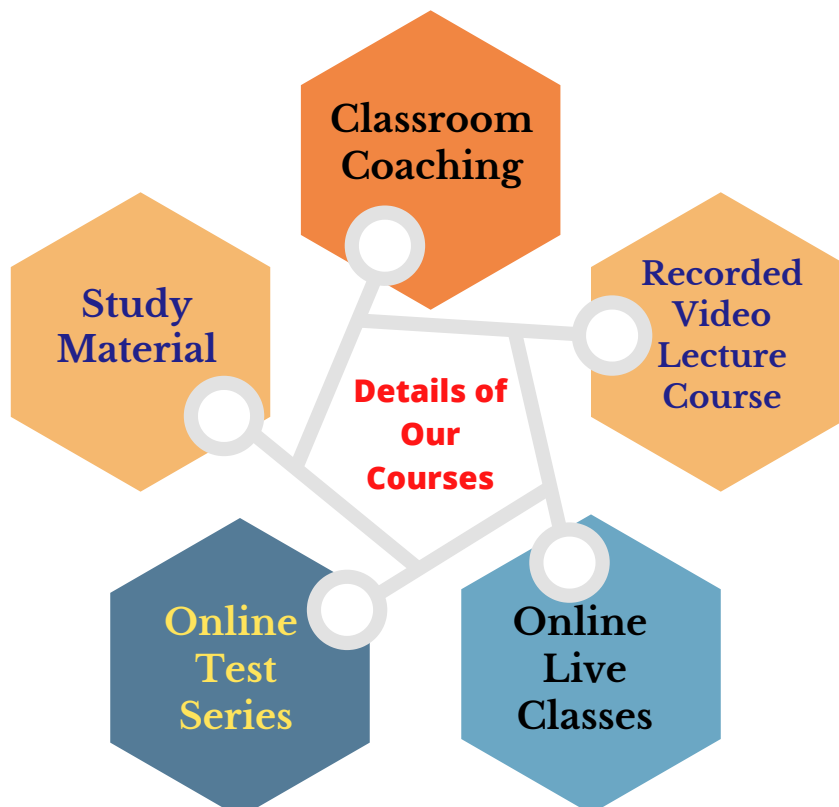 Classroom
Coaching
Study
Material
Recorded
Video
Lecture
Course
Details of
Our
Courses
Online
Test
Series
Online
Live
Classes